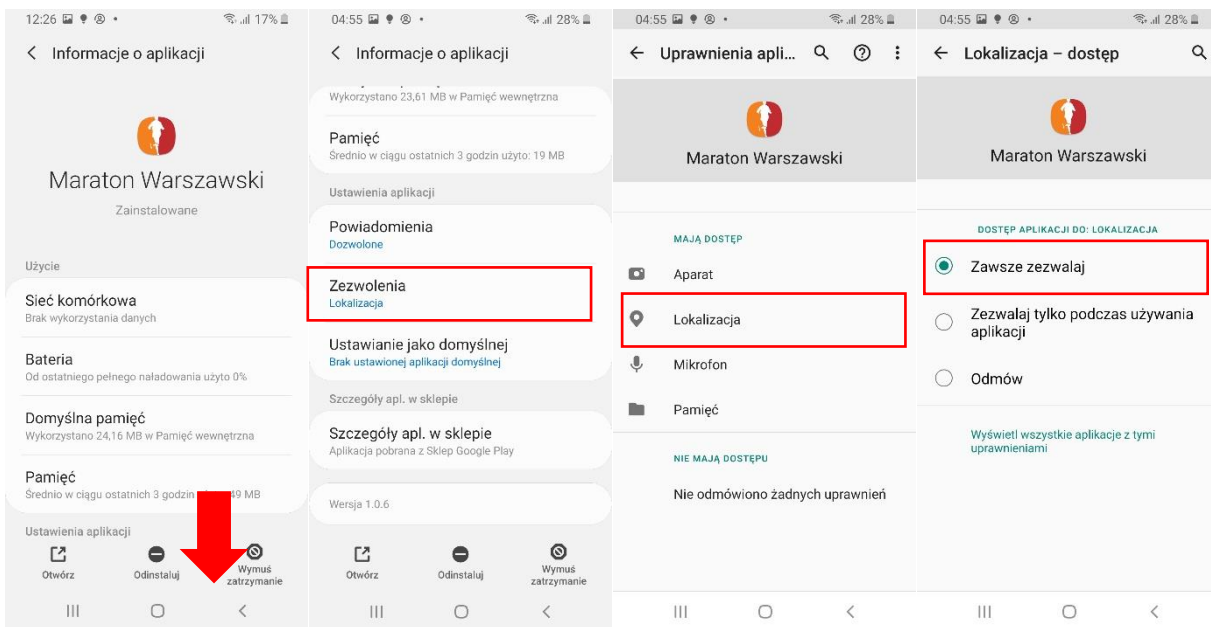 12:26 17%
Informacje o aplikacji
Maraton Warszawski
Zainstalowane
Użycie
Sieć komórkowa
Brak wykorzystania danych
Bateria
Od ostatniego pełnego naładowania użyto 0%
Domyślna pamięć
Wykorzystano 24,16 MB w Pamięć wewnętrzna
Pamięć
Średnio w ciągu ostatnich 3 godzin 49 MB
Ustawienia aplikacji
Otwórz
Odinstaluj
Wymuś
zatrzymanie
04:55 28%
Informacje o aplikacji
Wykorzystano 23,61 MB w Pamięć wewnętrzna
Pamięć
Średnio w ciągu ostatnich 3 godzin użyto: 19 MB
Ustawienia aplikacji
Powiadomienia
Dozwolone
Zezwolenia
Lokalizacja
Ustawianie jako domyślnej
Brak ustawionej aplikacji domyślnej
Szczegóły apl. w sklepie
Szczegóły apl. w sklepie
Aplikacja pobrana z Sklep Google Play
Wersja 1.0.6
Otwórz
Odinstaluj
Wymuś
zatrzymanie
04:55 28%
Uprawnienia apli...
Maraton Warszawski
MAJĄ DOSTĘP
Aparat
Lokalizacja
Mikrofon
Pamięć
NIE MAJĄ DOSTĘPU
Nie odmówiono żadnych uprawnień
04:55 28%
Lokalizacja – dostęp
Maraton Warszawski
DOSTĘP APLIKACJI DO: LOKALIZACJA
Zawsze zezwalaj
Zezwalaj tylko podczas używania
aplikacji
Odmów
Wyświetl wszystkie aplikacje z tymi
uprawnieniami